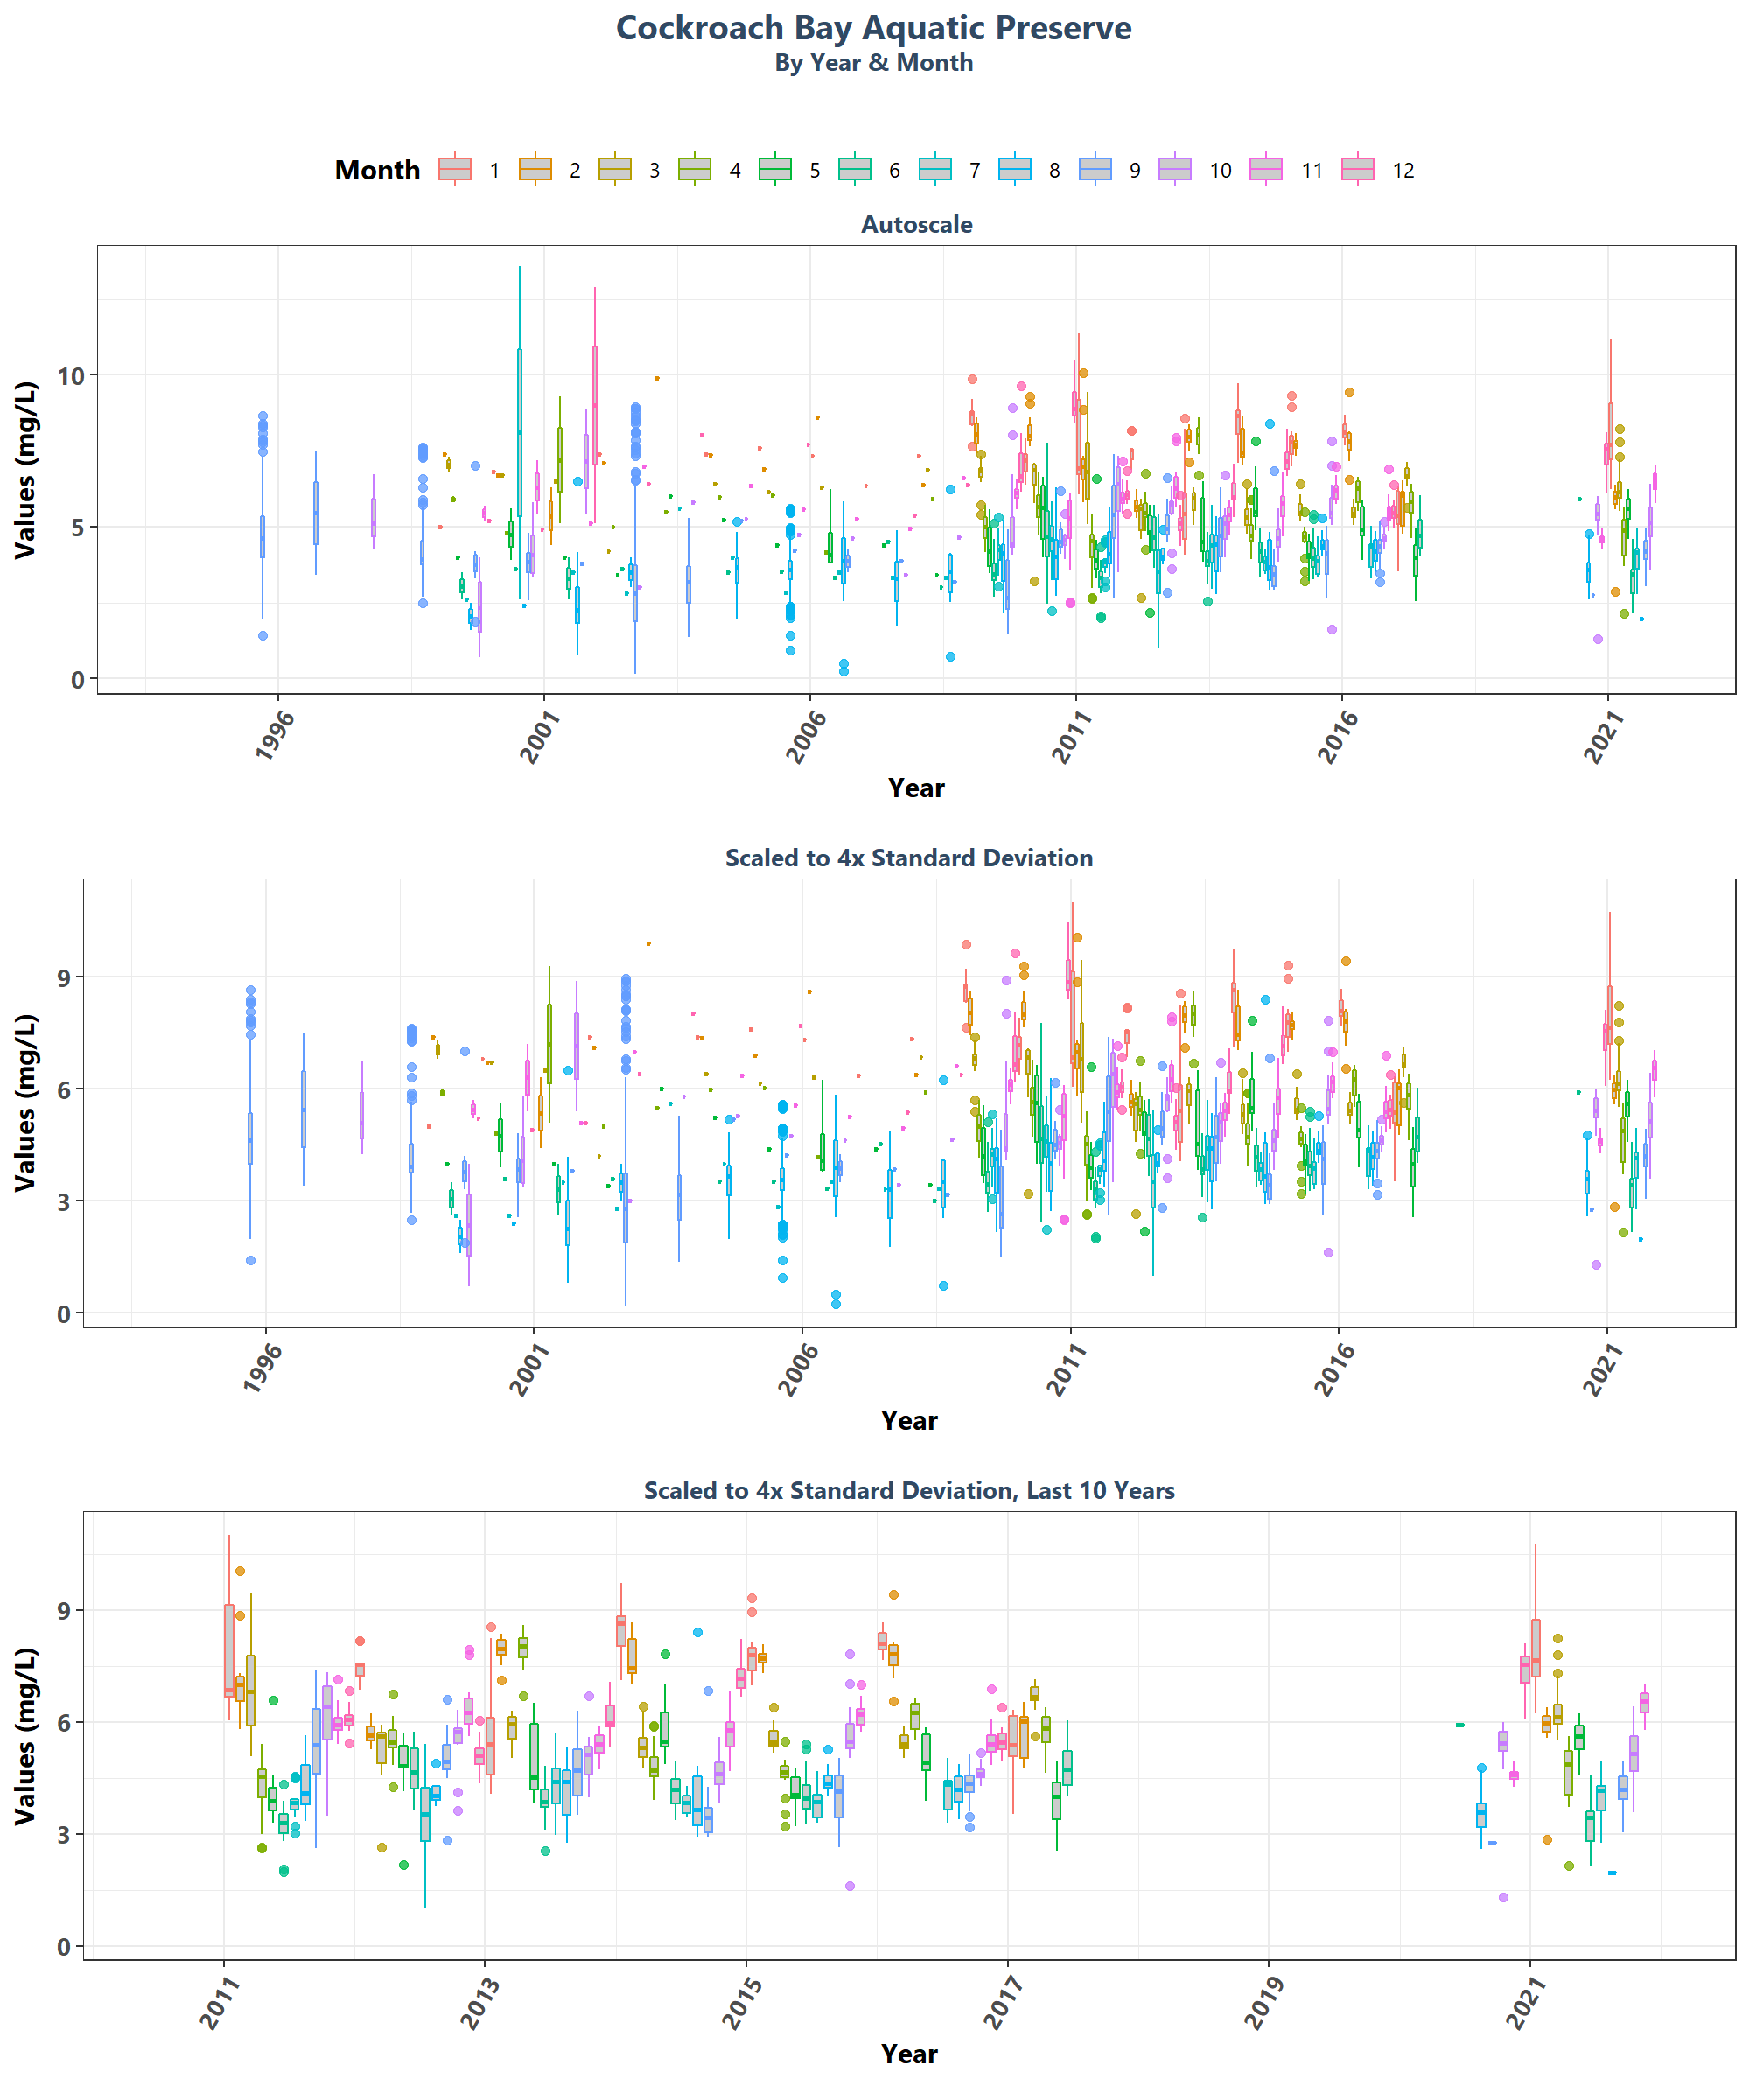 Cockroach Bay Aquatic Preserve
By Year & Month
Month 1 2 3 4 5 6 7 8 9 10 11 12
Autoscale
Values (mg/L)
10
5
0
1996 2001 2006 2011 2016 2021
Year
Scaled to 4x Standard Deviation
Values (mg/L)
9
6
3
0
1996 2001 2006 2011 2016 2021
Year
Scaled to 4x Standard Deviation, Last 10 Years
Values (mg/L)
9
6
3
0
2011 2013 2015 2017 2019 2021
Year